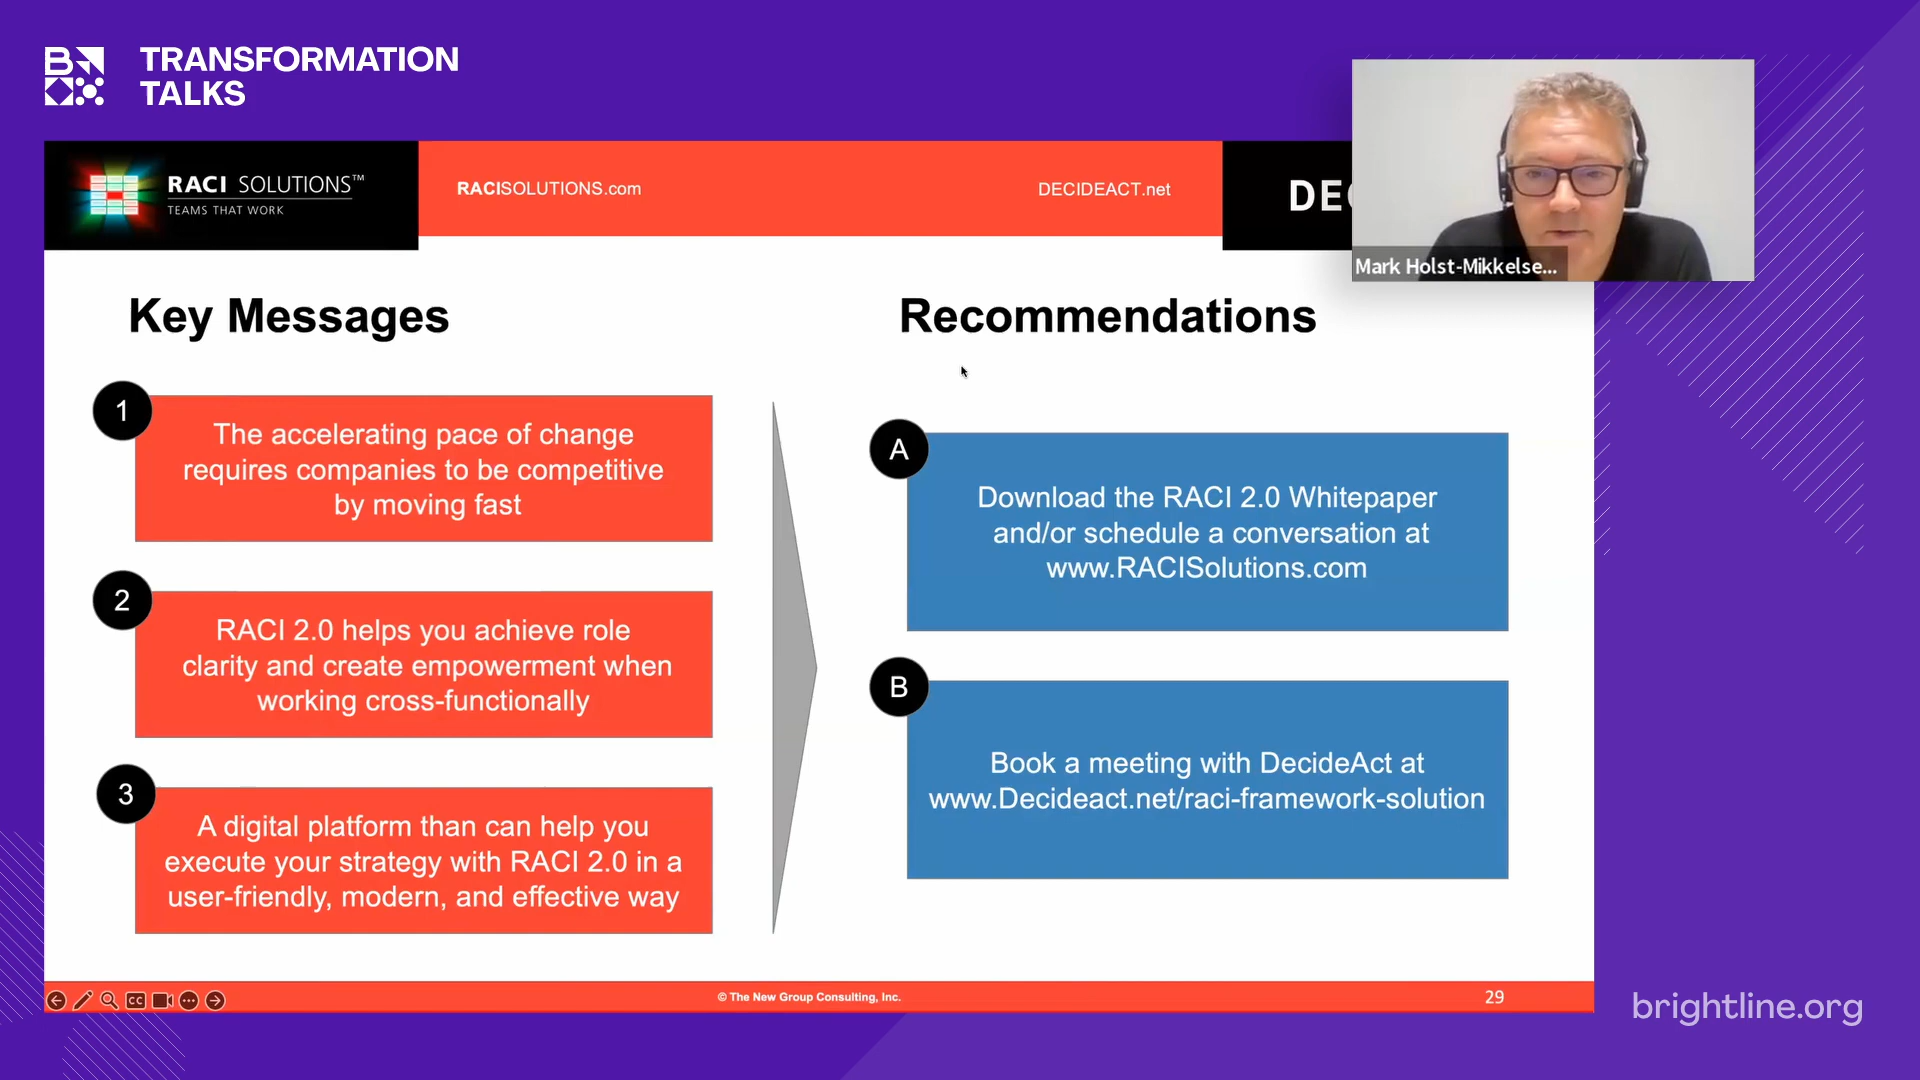 TRANSFORMATION
TALKS
RACI SOLUTIONS™
TEAMS THAT WORK
RACISOLUTIONS.com
DECIDEACT.net
Mark Holst-Mikkelse...
Key Messages
1
The accelerating pace of change
requires companies to be competitive
by moving fast
2
RACI 2.0 helps you achieve role
clarity and create empowerment when
working cross-functionally
3
A digital platform than can help you
execute your strategy with RACI 2.0 in a
user-friendly, modern, and effective way
Recommendations
A
Download the RACI 2.0 Whitepaper
and/or schedule a conversation at
www.RACISolutions.com
B
Book a meeting with DecideAct at
www.Decideact.net/raci-framework-solution
CC
© The New Group Consulting, Inc.
29
brightline.org